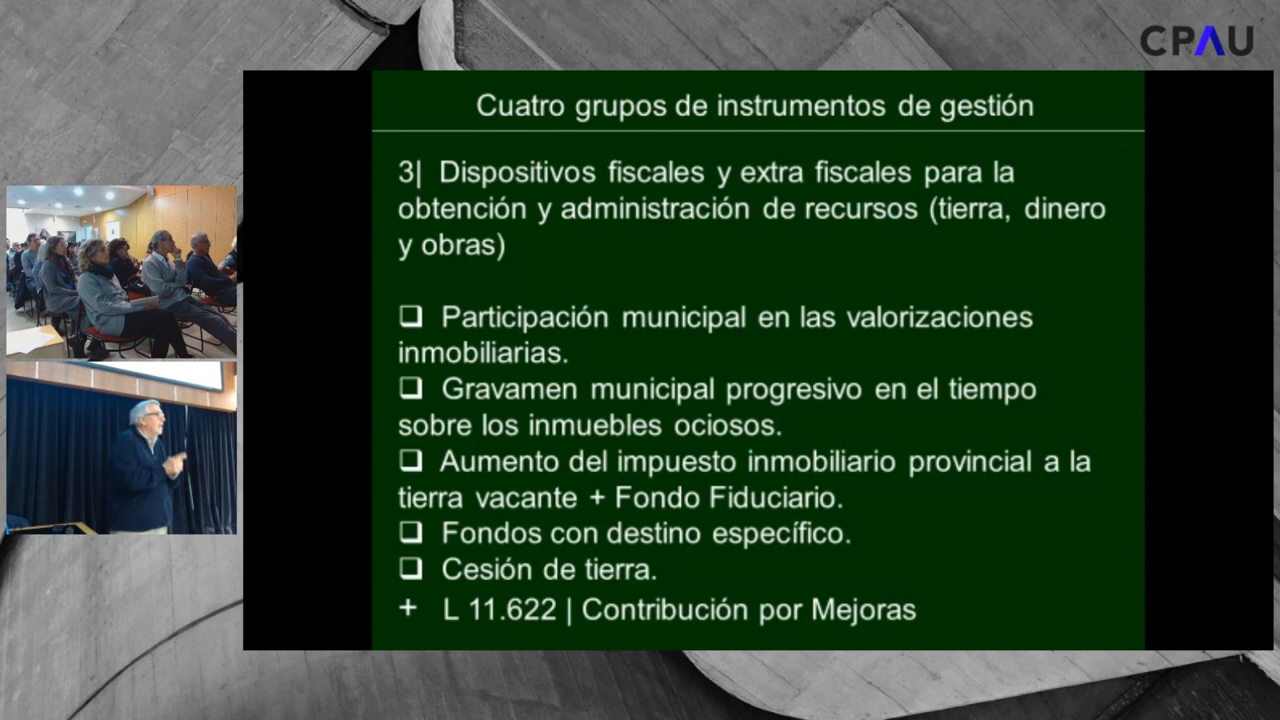 CPAU
Cuatro grupos de instrumentos de gestión
3| Dispositivos fiscales y extra fiscales para la
obtención y administración de recursos (tierra, dinero
y obras)
❑ Participación municipal en las valorizaciones
inmobiliarias.
❑ Gravamen municipal progresivo en el tiempo
sobre los inmuebles ociosos.
❑ Aumento del impuesto inmobiliario provincial a la
tierra vacante + Fondo Fiduciario.
❑ Fondos con destino específico.
❑ Cesión de tierra.
+ L 11.622 | Contribución por Mejoras